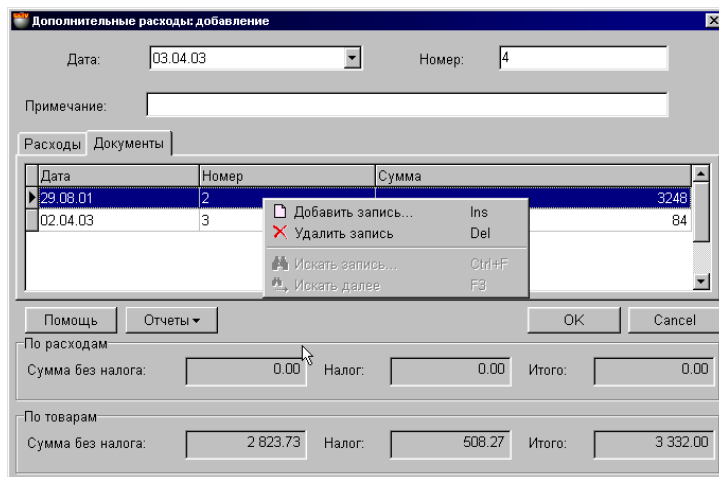 Дополнительные расходы: добавление
Дата: 03.04.03 Номер: 4
Примечание:
Расходы Документы
Дата Номер Сумма
29.08.01 2 3248
02.04.03 3 84
Добавить запись... Ins
Удалить запись Del
Искать запись... Ctrl+F
Искать далее F3
Помощь Отчеты OK Cancel
По расходам
Сумма без налога: 0.00 Налог: 0.00 Итого: 0.00
По товарам
Сумма без налога: 2 823.73 Налог: 508.27 Итого: 3 332.00